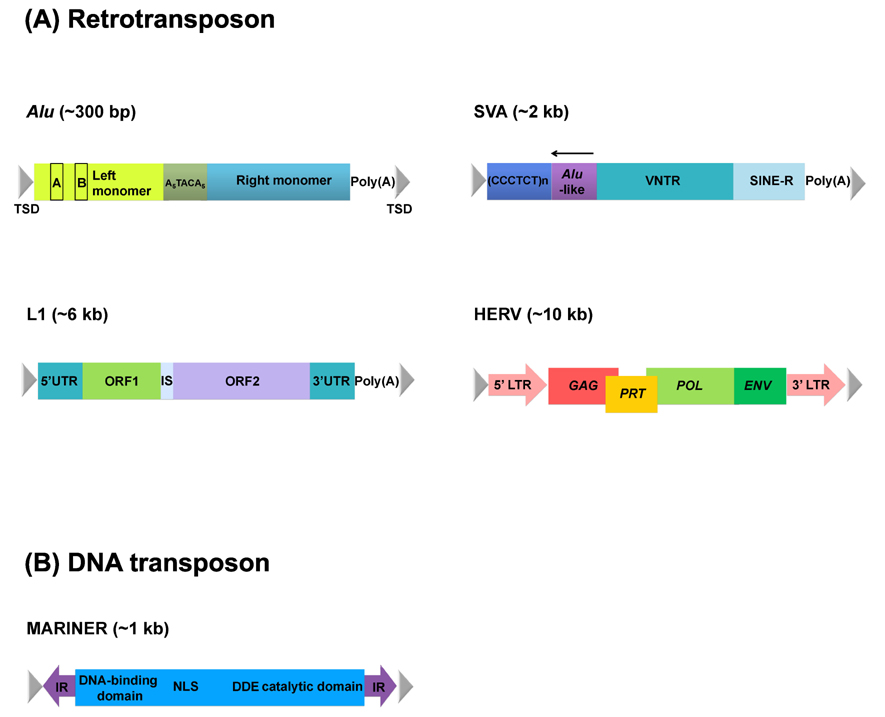 (A) Retrotransposon
Alu (~300 bp)
A B Left monomer A₅TACA₆ Right monomer Poly(A)
TSD TSD
SVA (~2 kb)
(CCCTCT)n Alu -like VNTR SINE-R Poly(A)
L1 (~6 kb)
5’UTR ORF1 IS ORF2 3’UTR Poly(A)
HERV (~10 kb)
5’ LTR GAG PRT POL ENV 3’ LTR
(B) DNA transposon
MARINER (~1 kb)
IR DNA-binding domain NLS DDE catalytic domain IR